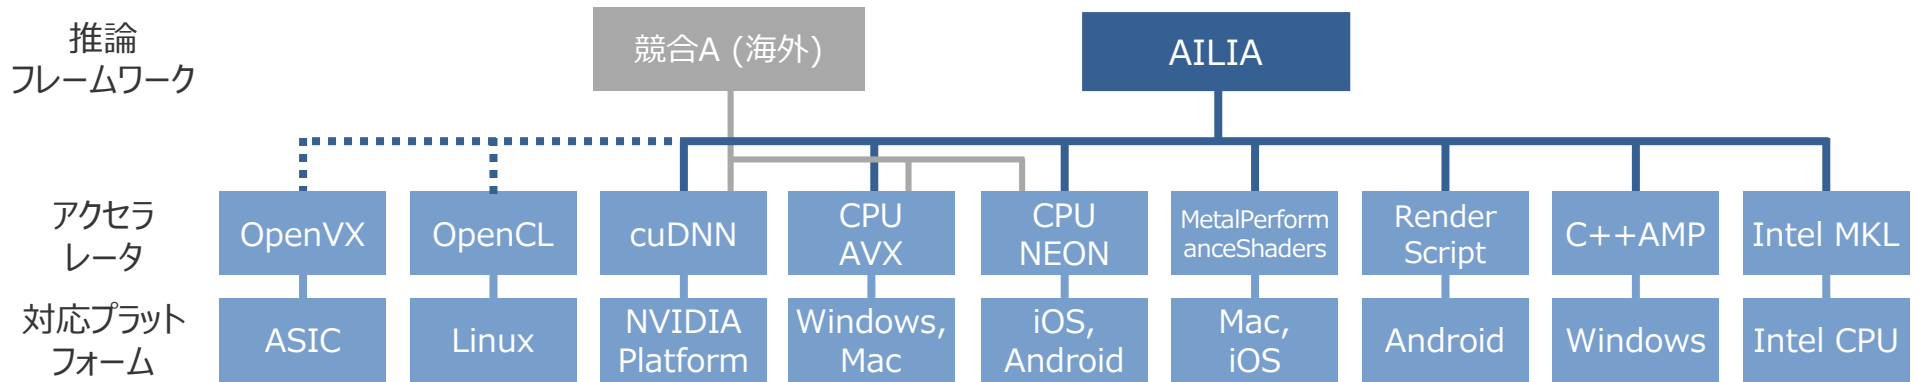 推論
フレームワーク
競合A (海外)
AILIA
アクセラ
レータ
OpenVX
OpenCL
cuDNN
CPU
AVX
CPU
NEON
MetalPerform
anceShaders
Render
Script
C++AMP
Intel MKL
対応プラット
フォーム
ASIC
Linux
NVIDIA
Platform
Windows,
Mac
iOS,
Android
Mac,
iOS
Android
Windows
Intel CPU